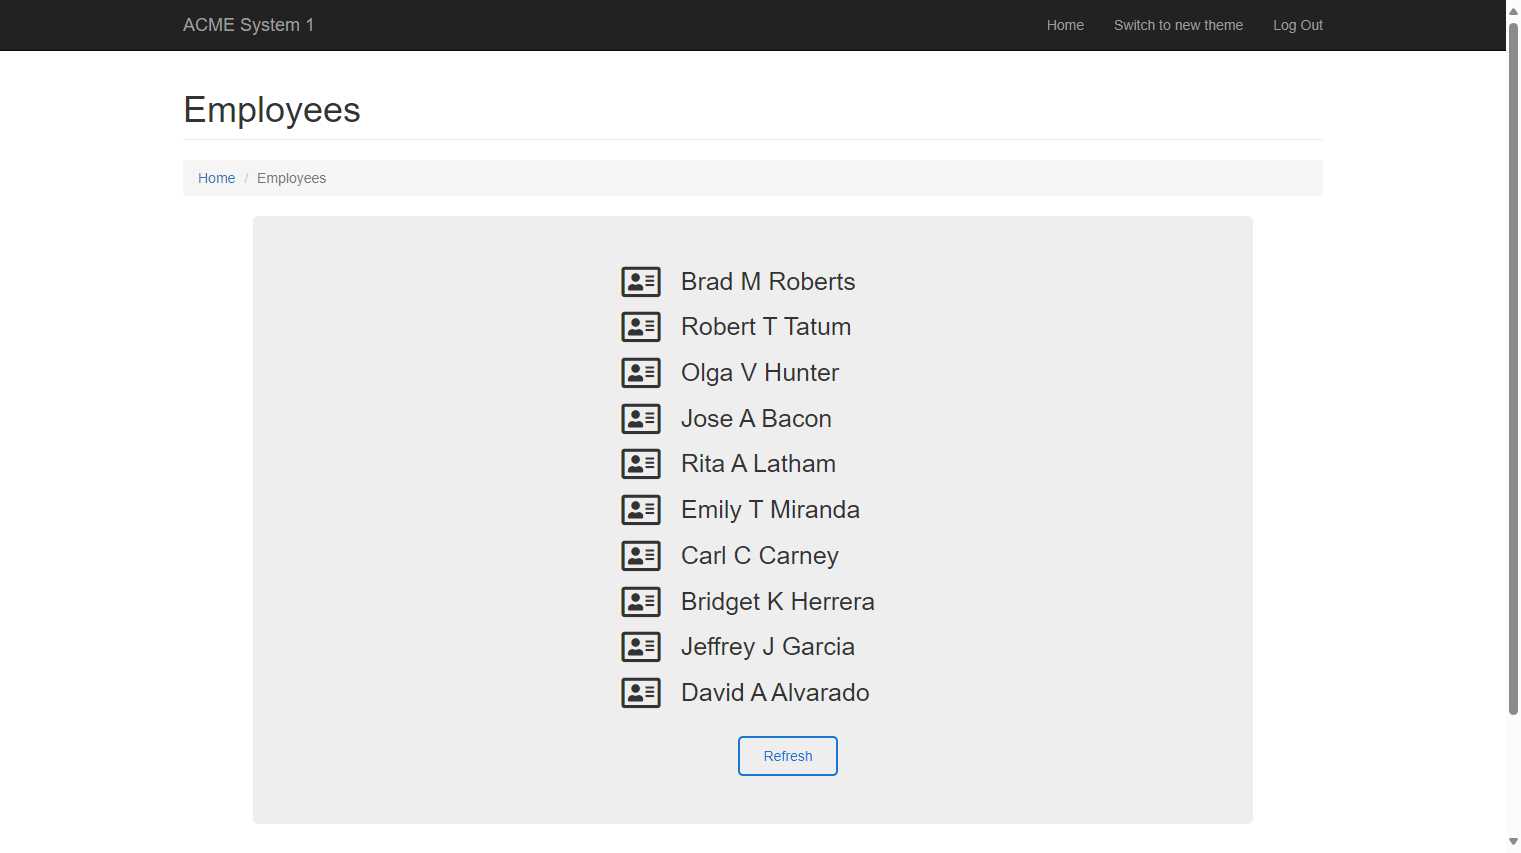 ACME System 1 Home Switch to new theme Log Out
Employees
Home / Employees
Brad M Roberts
Robert T Tatum
Olga V Hunter
Jose A Bacon
Rita A Latham
Emily T Miranda
Carl C Carney
Bridget K Herrera
Jeffrey J Garcia
David A Alvarado
Refresh